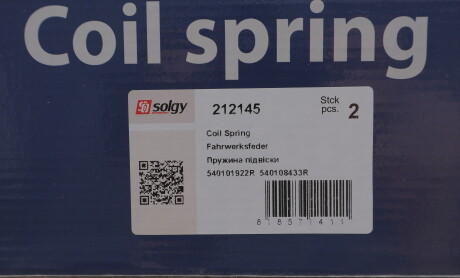 Coil spring
solgy 212145 Stck pcs. 2
Coil Spring
Fahrwerksfeder
Пружина підвіски
540101922R 540108433R